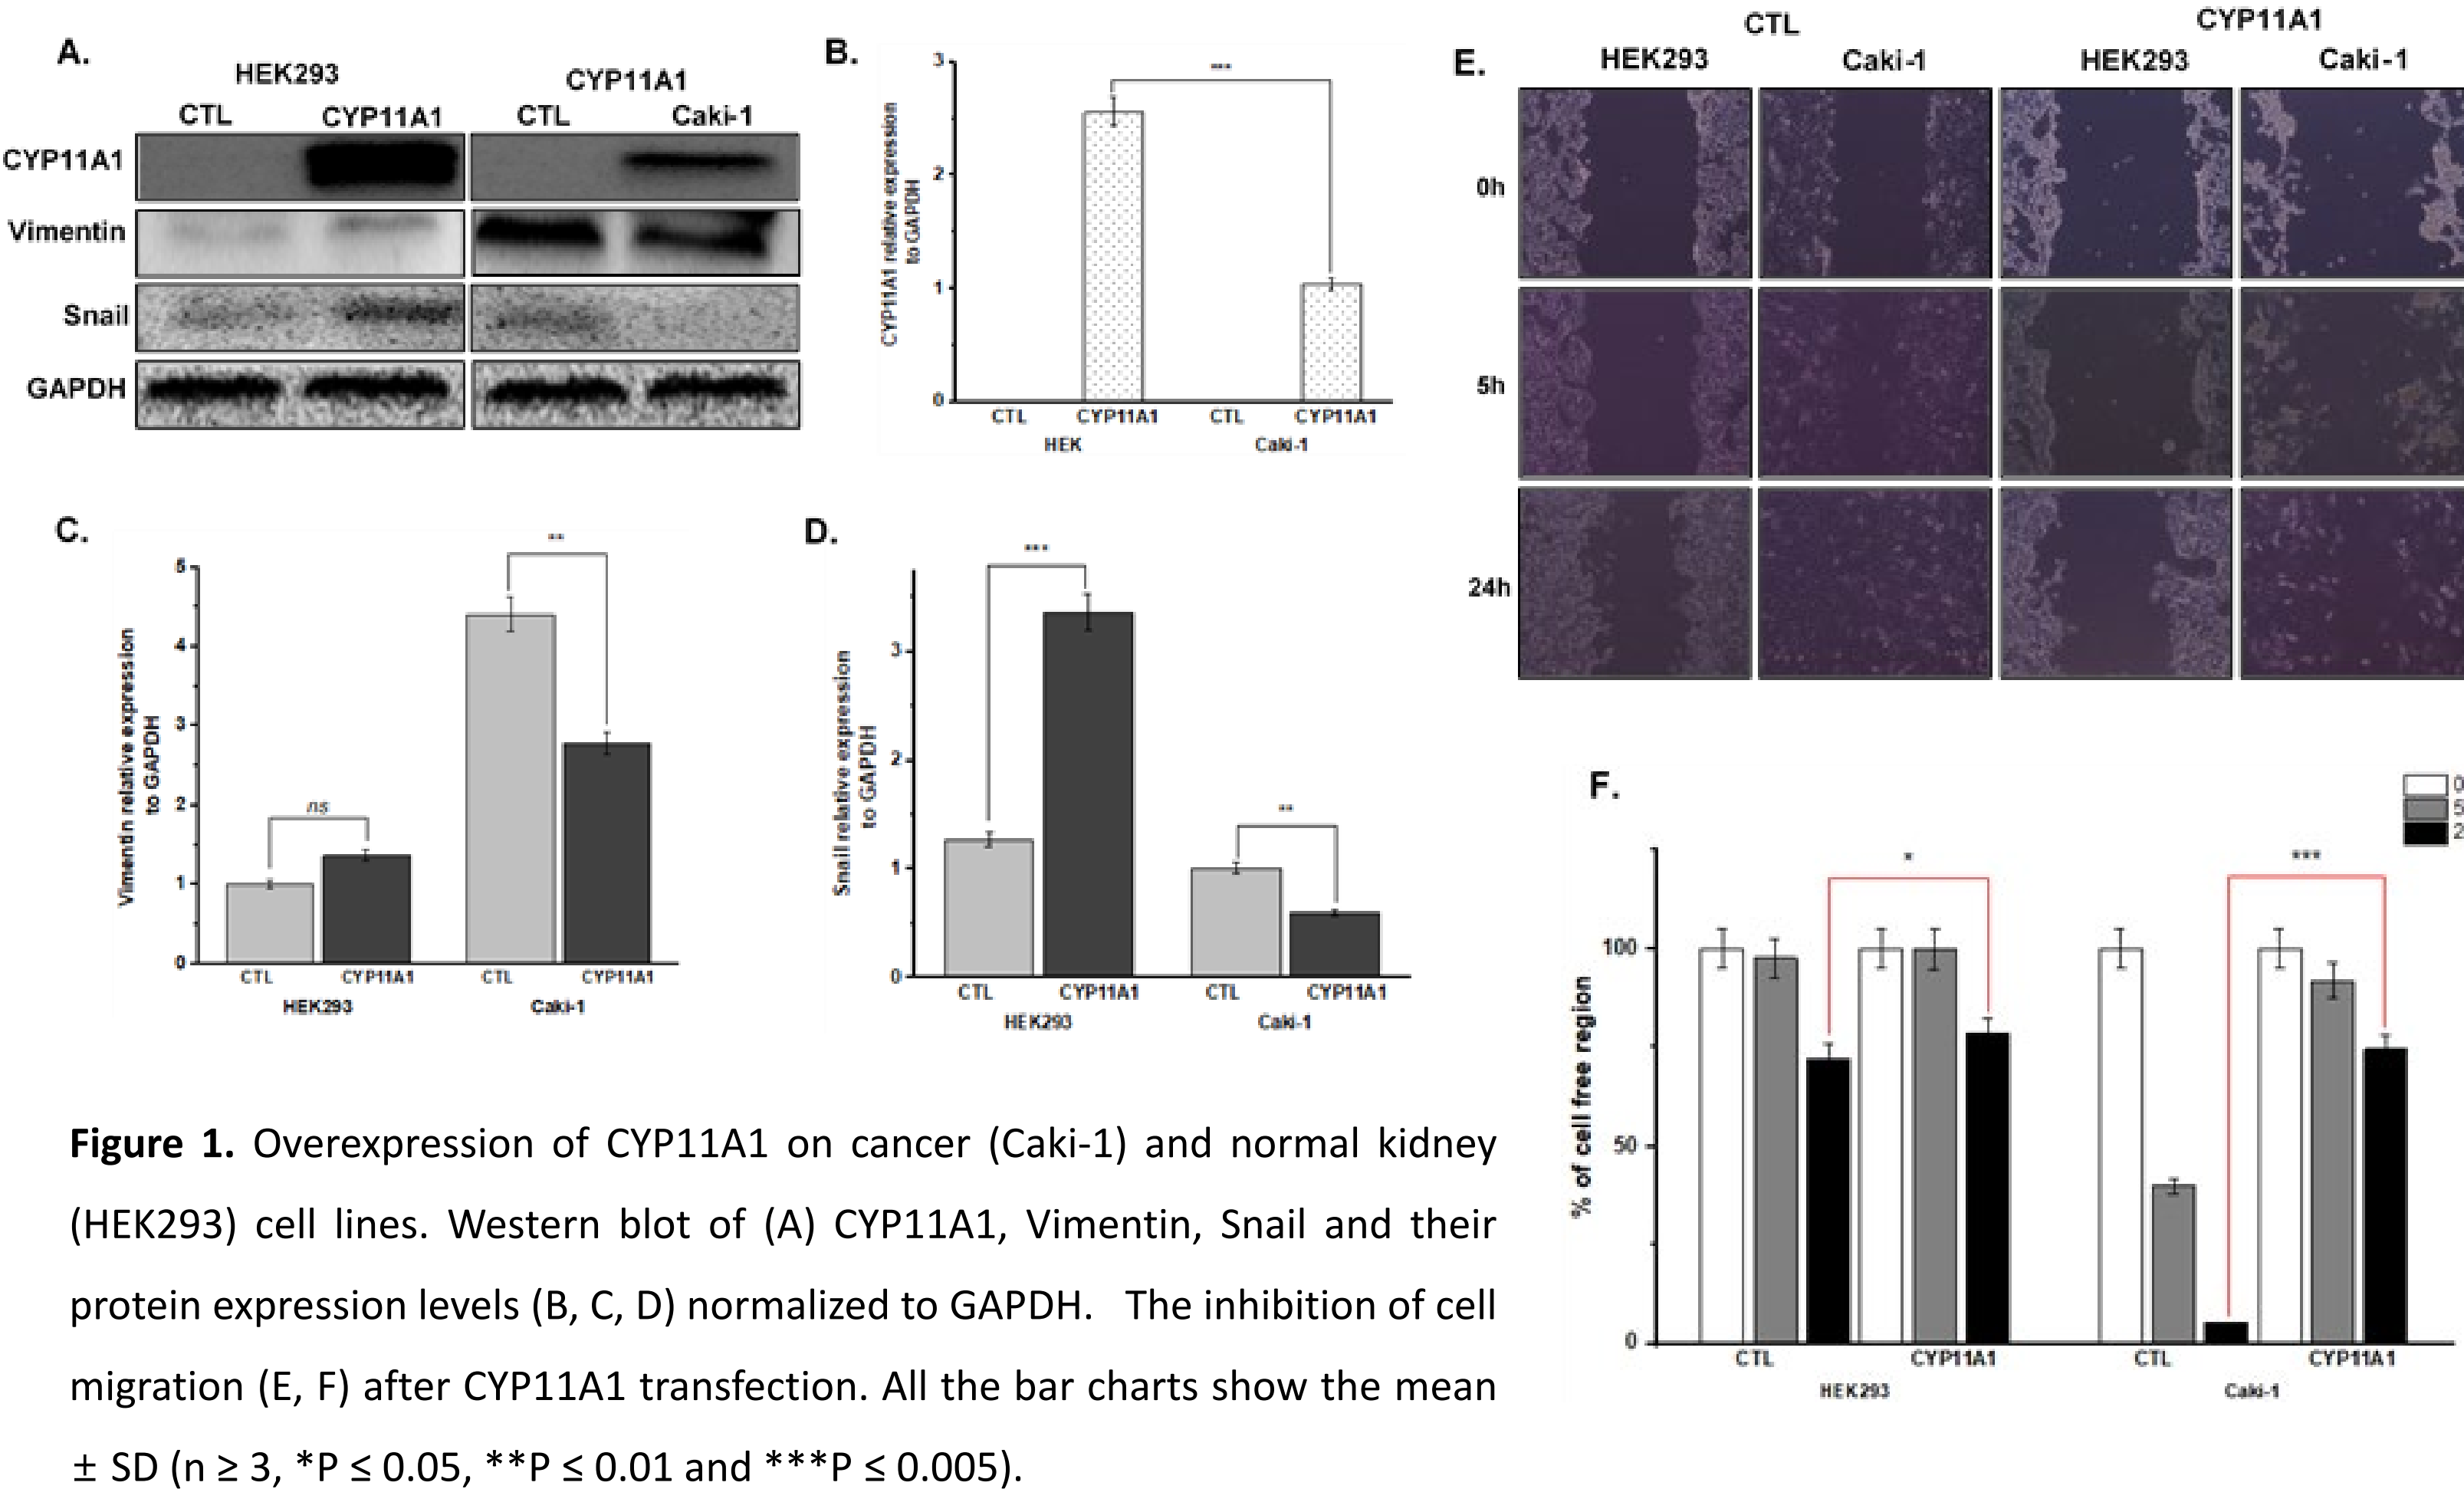 A.
HEK293
CYP11A1
CTL
CYP11A1
CTL
Caki-1
CYP11A1
Vimentin
Snail
GAPDH
B.
3
2
1
0
CYP11A1 relative expression
to GAPDH
***
CTL
CYP11A1
CTL
CYP11A1
HEK
Caki-1
C.
5
4
3
2
1
0
Vimentin relative expression
to GAPDH
ns
**
CTL
CYP11A1
CTL
CYP11A1
HEK293
Caki-1
D.
3
2
1
0
Snail relative expression
to GAPDH
***
**
CTL
CYP11A1
CTL
CYP11A1
HEK293
Caki-1
E.
CTL
CYP11A1
HEK293
Caki-1
HEK293
Caki-1
0h
5h
24h
F.
0
5
2
100
50
0
% of cell free region
*
***
CTL
CYP11A1
CTL
CYP11A1
HEK293
Caki-1
Figure 1. Overexpression of CYP11A1 on cancer (Caki-1) and normal kidney
(HEK293) cell lines. Western blot of (A) CYP11A1, Vimentin, Snail and their
protein expression levels (B, C, D) normalized to GAPDH. The inhibition of cell
migration (E, F) after CYP11A1 transfection. All the bar charts show the mean
± SD (n ≥ 3, *P ≤ 0.05, **P ≤ 0.01 and ***P ≤ 0.005).